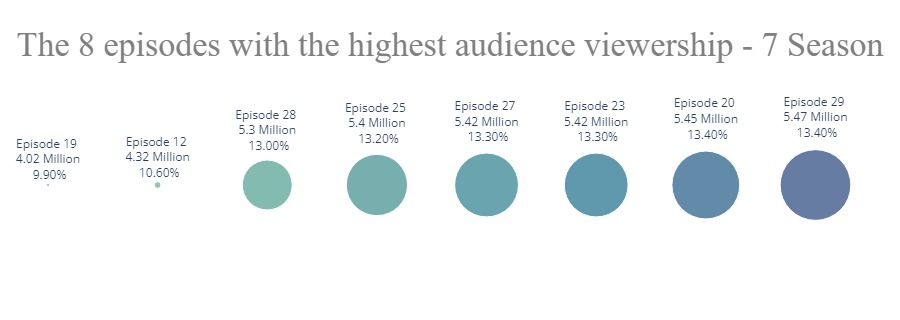 The 8 episodes with the highest audience viewership - 7 Season
Episode 19
4.02 Million
9.90%
Episode 12
4.32 Million
10.60%
Episode 28
5.3 Million
13.00%
Episode 25
5.4 Million
13.20%
Episode 27
5.42 Million
13.30%
Episode 23
5.42 Million
13.30%
Episode 20
5.45 Million
13.40%
Episode 29
5.47 Million
13.40%